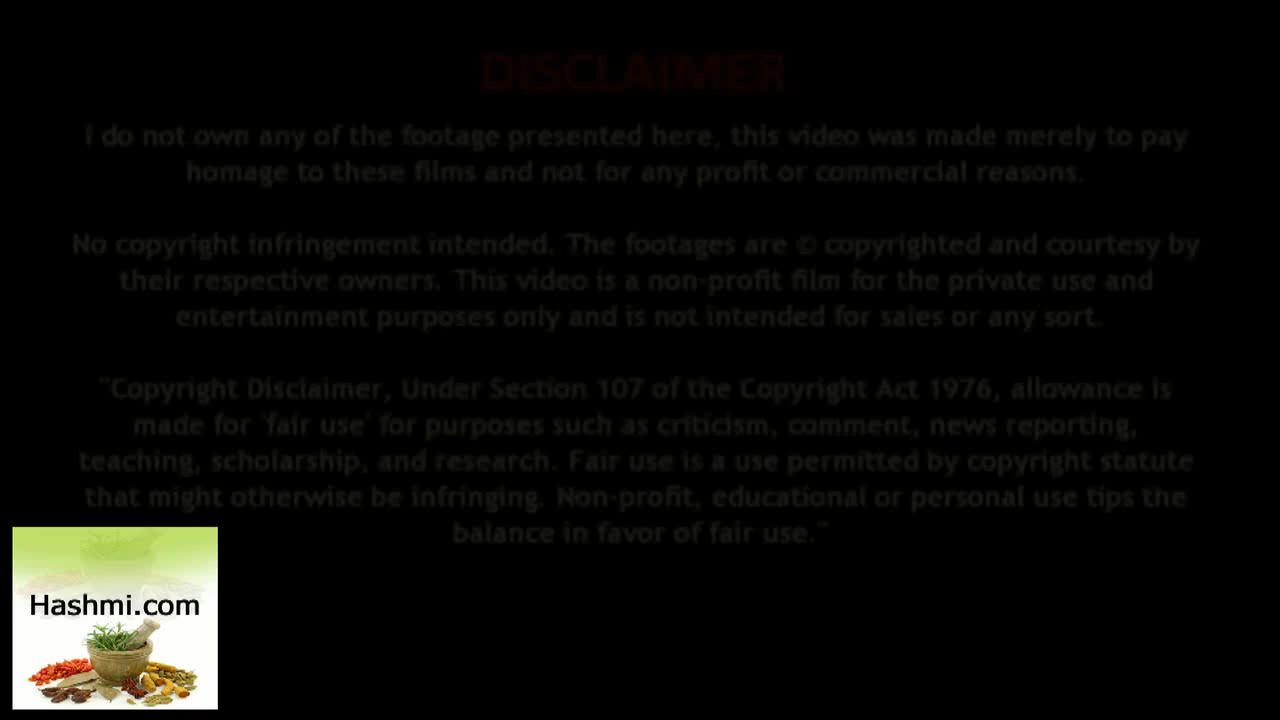 DISCLAIMER
I do not own any of the footage presented here, this video was made merely to pay
homage to these films and not for any profit or commercial reasons.
No copyright infringement intended. The footages are © copyrighted and courtesy by
their respective owners. This video is a non-profit film for the private use and
entertainment purposes only and is not intended for sales or any sort.
"Copyright Disclaimer, Under Section 107 of the Copyright Act 1976, allowance is
made for 'fair use' for purposes such as criticism, comment, news reporting,
teaching, scholarship, and research. Fair use is a use permitted by copyright statute
that might otherwise be infringing. Non-profit, educational or personal use tips the
balance in favor of fair use."
Hashmi.com